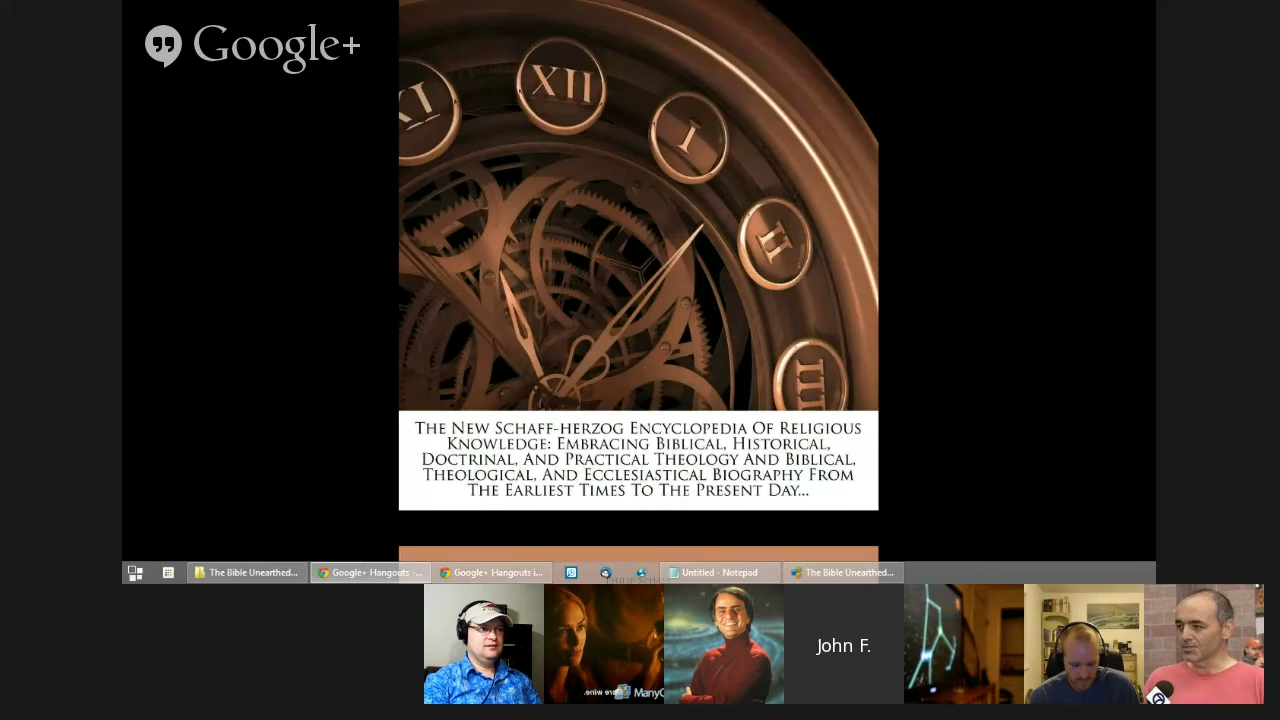 Google+
XI
XII
I
II
III
THE NEW SCHAFF-HERZOG ENCYCLOPEDIA OF RELIGIOUS
KNOWLEDGE: EMBRACING BIBLICAL, HISTORICAL,
DOCTRINAL, AND PRACTICAL THEOLOGY AND BIBLICAL,
THEOLOGICAL, AND ECCLESIASTICAL BIOGRAPHY FROM
THE EARLIEST TIMES TO THE PRESENT DAY...
The Bible Unearthed... Google+ Hangouts -... Google+ Hangouts i... Untitled - Notepad The Bible Unearthed...
John F.